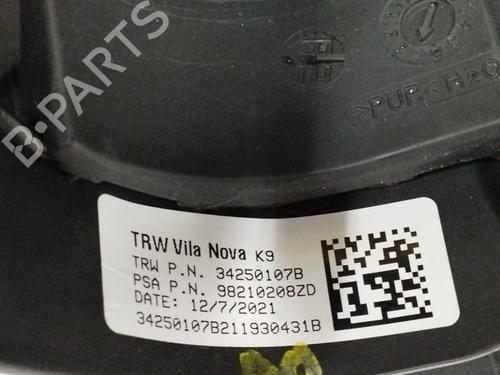 B-PARTS
>PUR<H2O
TRW Vila Nova K9
TRW P.N. 34250107B
PSA P.N. 98210208ZD
DATE: 12/7/2021
34250107B211930431B